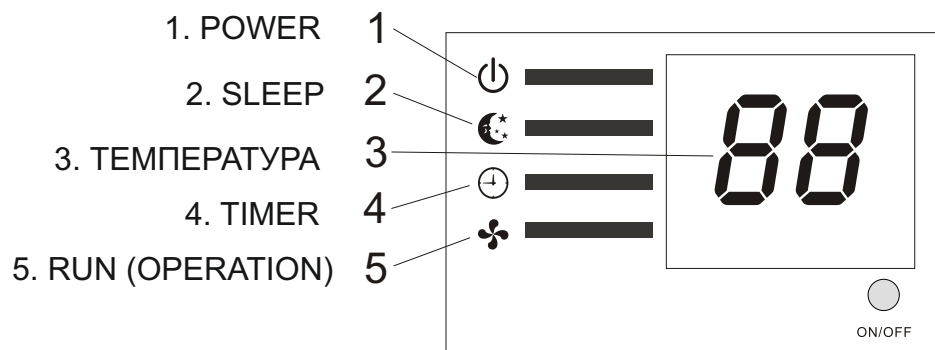 1. POWER 1
2. SLEEP 2
3. ТЕМПЕРАТУРА 3
4. TIMER 4
5. RUN (OPERATION) 5
88
ON/OFF